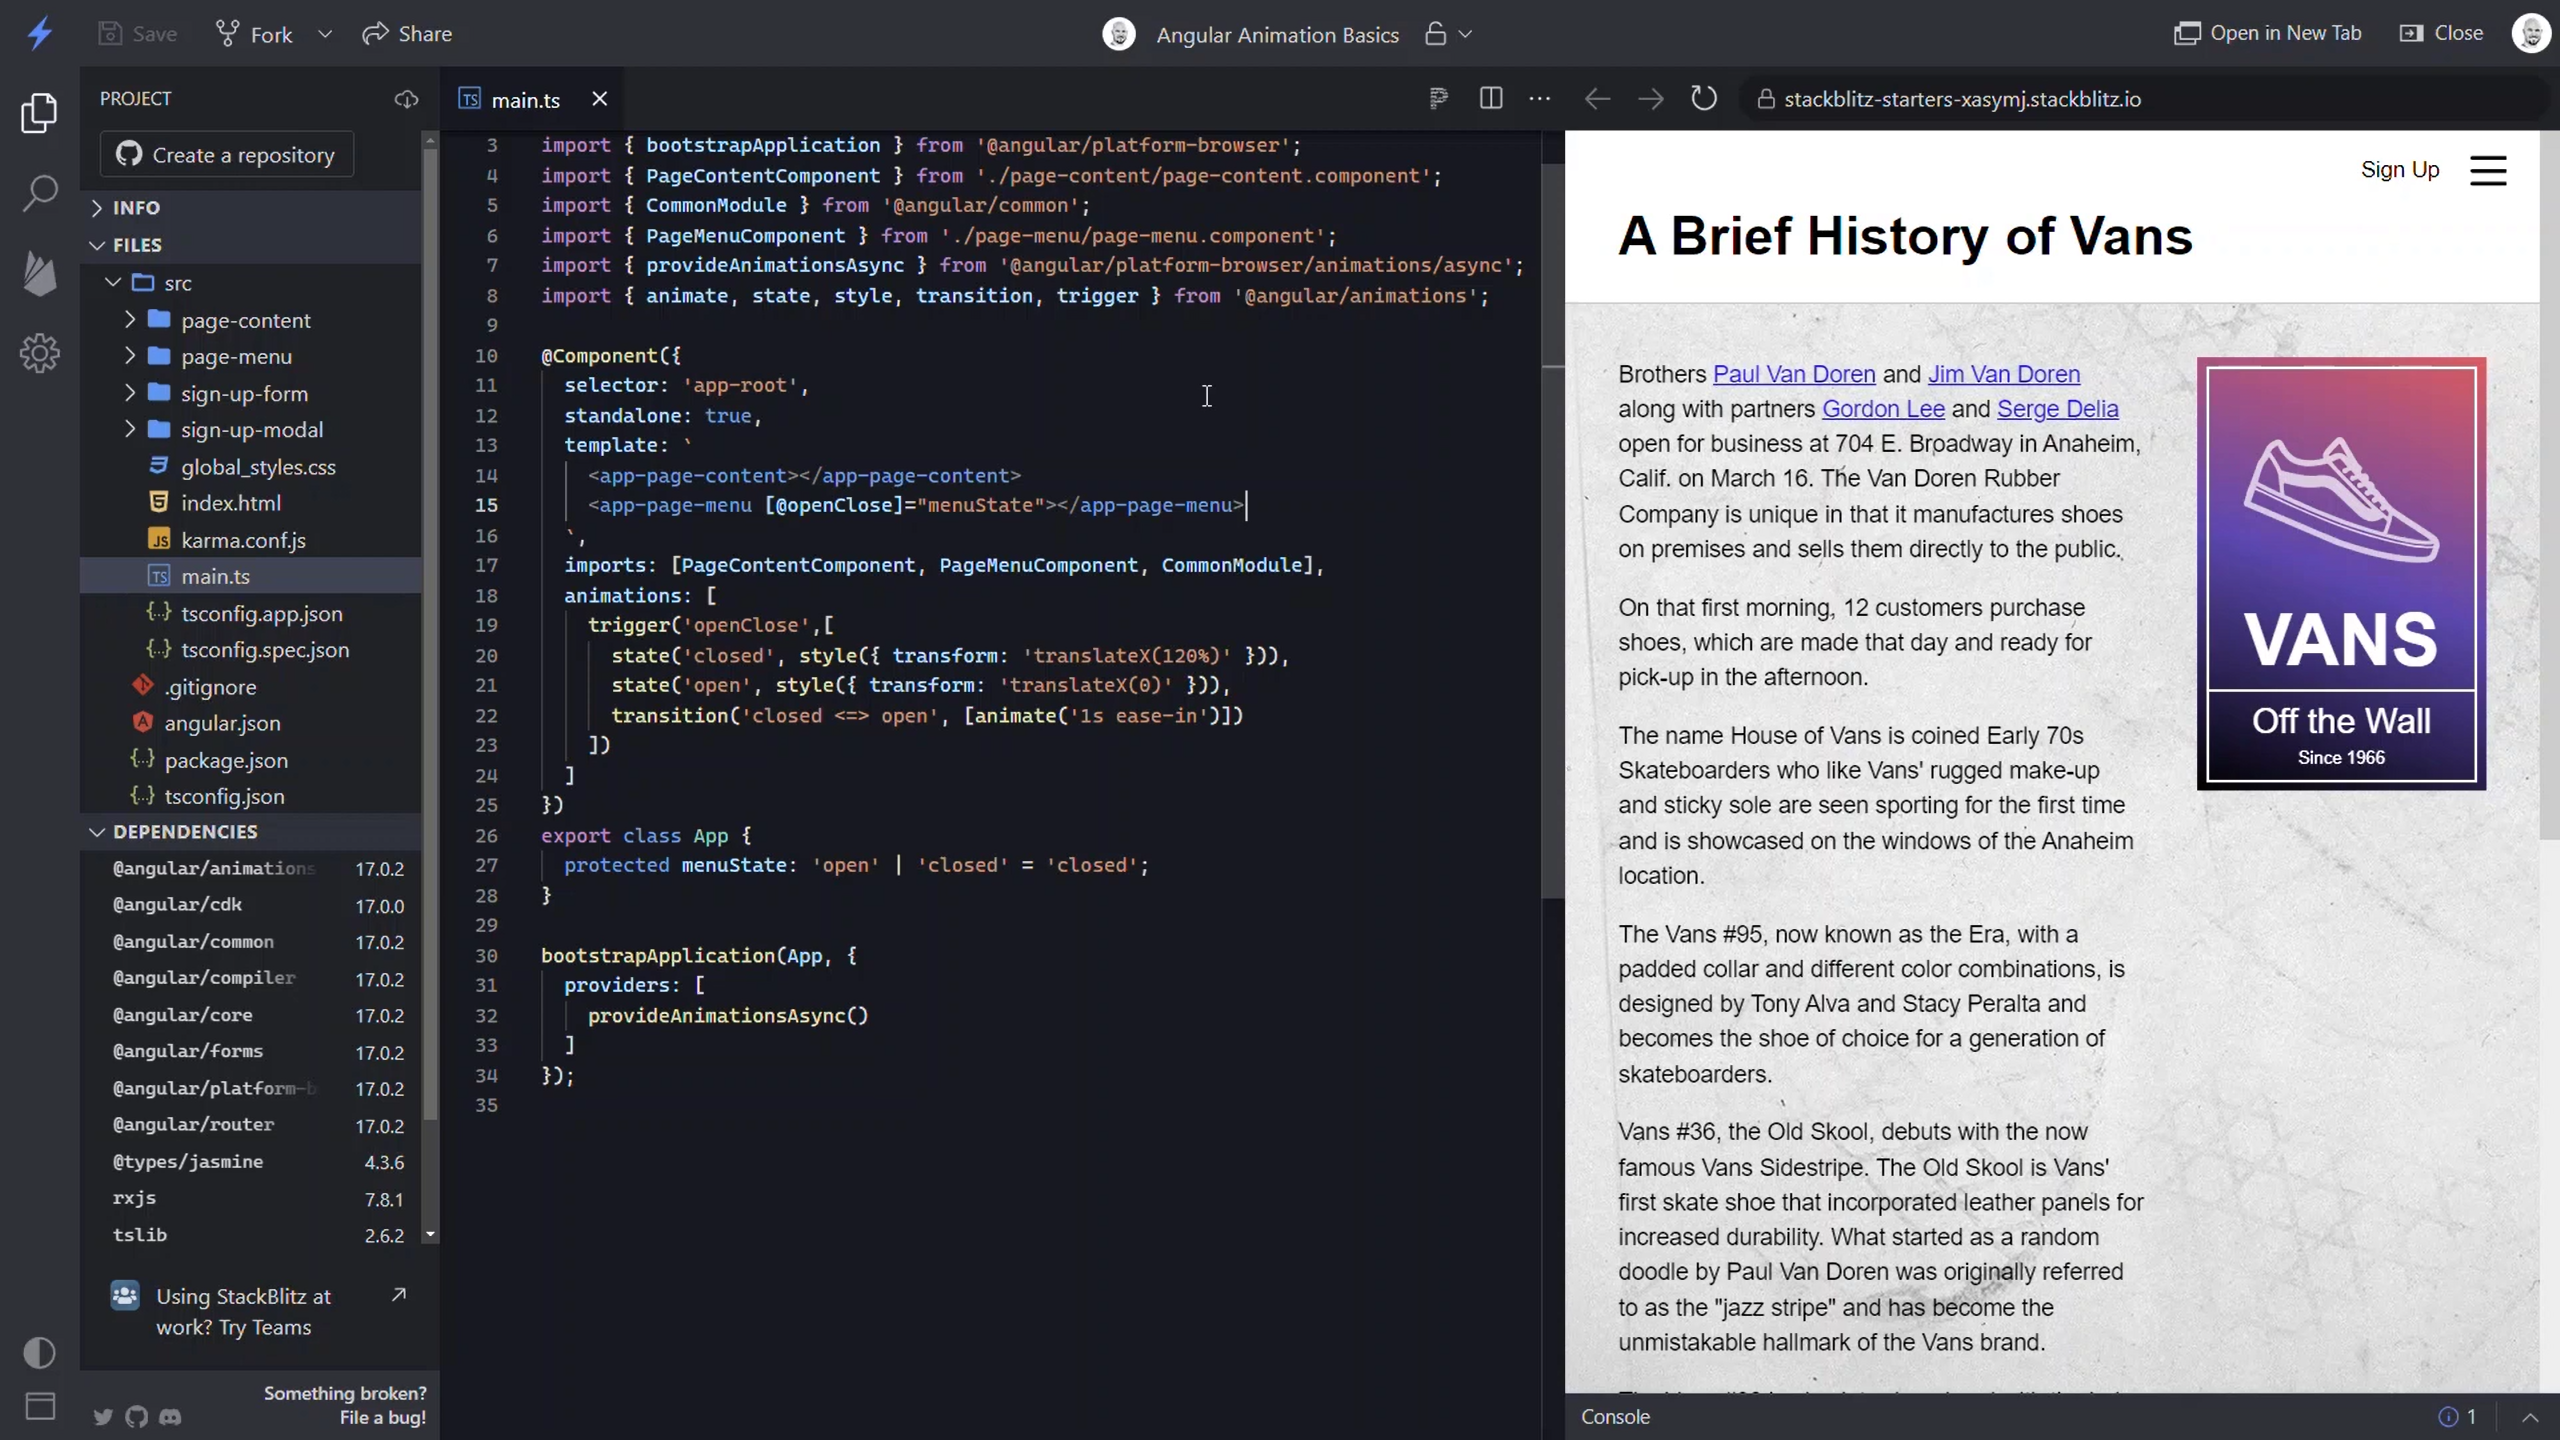 Save
Fork
Share
Angular Animation Basics
Open in New Tab
Close
PROJECT
Create a repository
INFO
FILES
src
page-content
page-menu
sign-up-form
sign-up-modal
global_styles.css
index.html
karma.conf.js
main.ts
tsconfig.app.json
tsconfig.spec.json
.gitignore
angular.json
package.json
tsconfig.json
DEPENDENCIES
@angular/animations 17.0.2
@angular/cdk 17.0.0
@angular/common 17.0.2
@angular/compiler 17.0.2
@angular/core 17.0.2
@angular/forms 17.0.2
@angular/platform-b 17.0.2
@angular/router 17.0.2
@types/jasmine 4.3.6
rxjs 7.8.1
tslib 2.6.2
Using StackBlitz at
work? Try Teams
Something broken?
File a bug!
TS main.ts
3 import { bootstrapApplication } from '@angular/platform-browser';
4 import { PageContentComponent } from './page-content/page-content.component';
5 import { CommonModule } from '@angular/common';
6 import { PageMenuComponent } from './page-menu/page-menu.component';
7 import { provideAnimationsAsync } from '@angular/platform-browser/animations/async';
8 import { animate, state, style, transition, trigger } from '@angular/animations';
9
10 @Component({
11 selector: 'app-root',
12 standalone: true,
13 template: `
14 <app-page-content></app-page-content>
15 <app-page-menu [@openClose]="menuState"></app-page-menu>
16 `,
17 imports: [PageContentComponent, PageMenuComponent, CommonModule],
18 animations: [
19 trigger('openClose',[
20 state('closed', style({ transform: 'translateX(120%)' })),
21 state('open', style({ transform: 'translateX(0)' })),
22 transition('closed <=> open', [animate('1s ease-in')])
23 ])
24 ]
25 })
26 export class App {
27 protected menuState: 'open' | 'closed' = 'closed';
28 }
29
30 bootstrapApplication(App, {
31 providers: [
32 provideAnimationsAsync()
33 ]
34 });
35
stackblitz-starters-xasymj.stackblitz.io
Sign Up
A Brief History of Vans
Brothers Paul Van Doren and Jim Van Doren
along with partners Gordon Lee and Serge Delia
open for business at 704 E. Broadway in Anaheim,
Calif. on March 16. The Van Doren Rubber
Company is unique in that it manufactures shoes
on premises and sells them directly to the public.
On that first morning, 12 customers purchase
shoes, which are made that day and ready for
pick-up in the afternoon.
The name House of Vans is coined Early 70s
Skateboarders who like Vans' rugged make-up
and sticky sole are seen sporting for the first time
and is showcased on the windows of the Anaheim
location.
The Vans #95, now known as the Era, with a
padded collar and different color combinations, is
designed by Tony Alva and Stacy Peralta and
becomes the shoe of choice for a generation of
skateboarders.
Vans #36, the Old Skool, debuts with the now
famous Vans Sidestripe. The Old Skool is Vans'
first skate shoe that incorporated leather panels for
increased durability. What started as a random
doodle by Paul Van Doren was originally referred
to as the "jazz stripe" and has become the
unmistakable hallmark of the Vans brand.
VANS
Off the Wall
Since 1966
Console
1